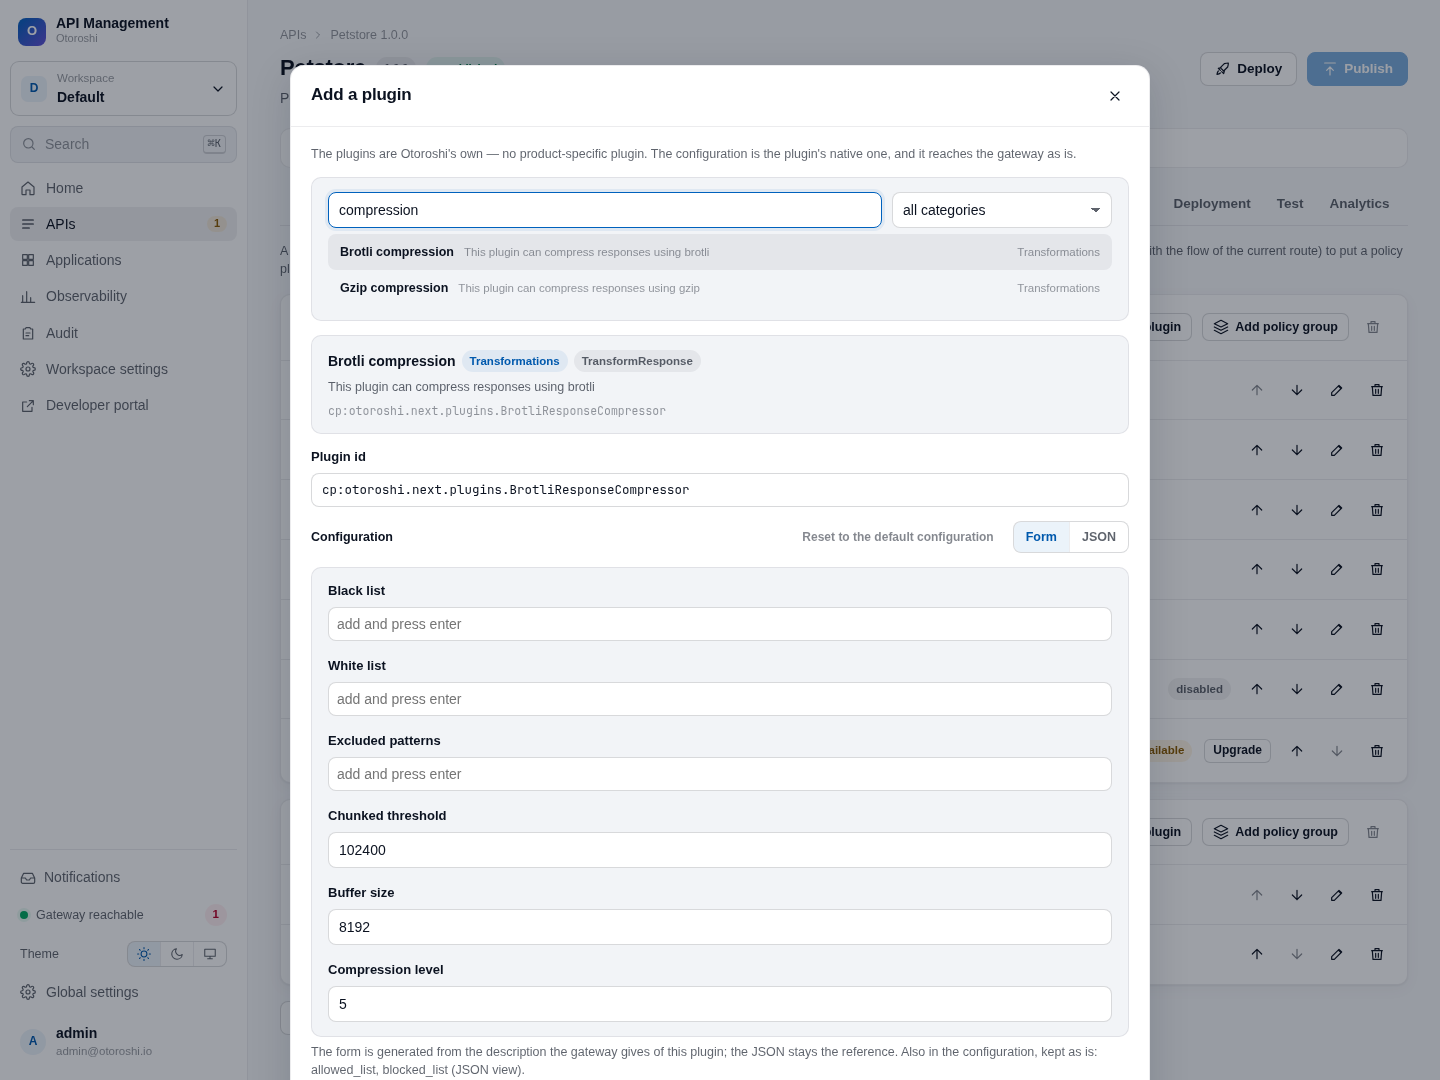 O
API Management
Otoroshi
D
Workspace
Default
Search
⌘K
Home
APIs
1
Applications
Observability
Audit
Workspace settings
Developer portal
Notifications
Gateway reachable
1
Theme
Global settings
A
admin
admin@otoroshi.io
APIs
Petstore 1.0.0
Deploy
Publish
Deployment
Test
Analytics
ith the flow of the current route) to put a policy
Add policy group
disabled
Upgrade
Add policy group
Add a plugin
The plugins are Otoroshi's own — no product-specific plugin. The configuration is the plugin's native one, and it reaches the gateway as is.
compression
all categories
Brotli compression This plugin can compress responses using brotli Transformations
Gzip compression This plugin can compress responses using gzip Transformations
Brotli compression Transformations TransformResponse
This plugin can compress responses using brotli
cp:otoroshi.next.plugins.BrotliResponseCompressor
Plugin id
cp:otoroshi.next.plugins.BrotliResponseCompressor
Configuration
Reset to the default configuration
Form
JSON
Black list
add and press enter
White list
add and press enter
Excluded patterns
add and press enter
Chunked threshold
102400
Buffer size
8192
Compression level
5
The form is generated from the description the gateway gives of this plugin; the JSON stays the reference. Also in the configuration, kept as is:
allowed_list, blocked_list (JSON view).